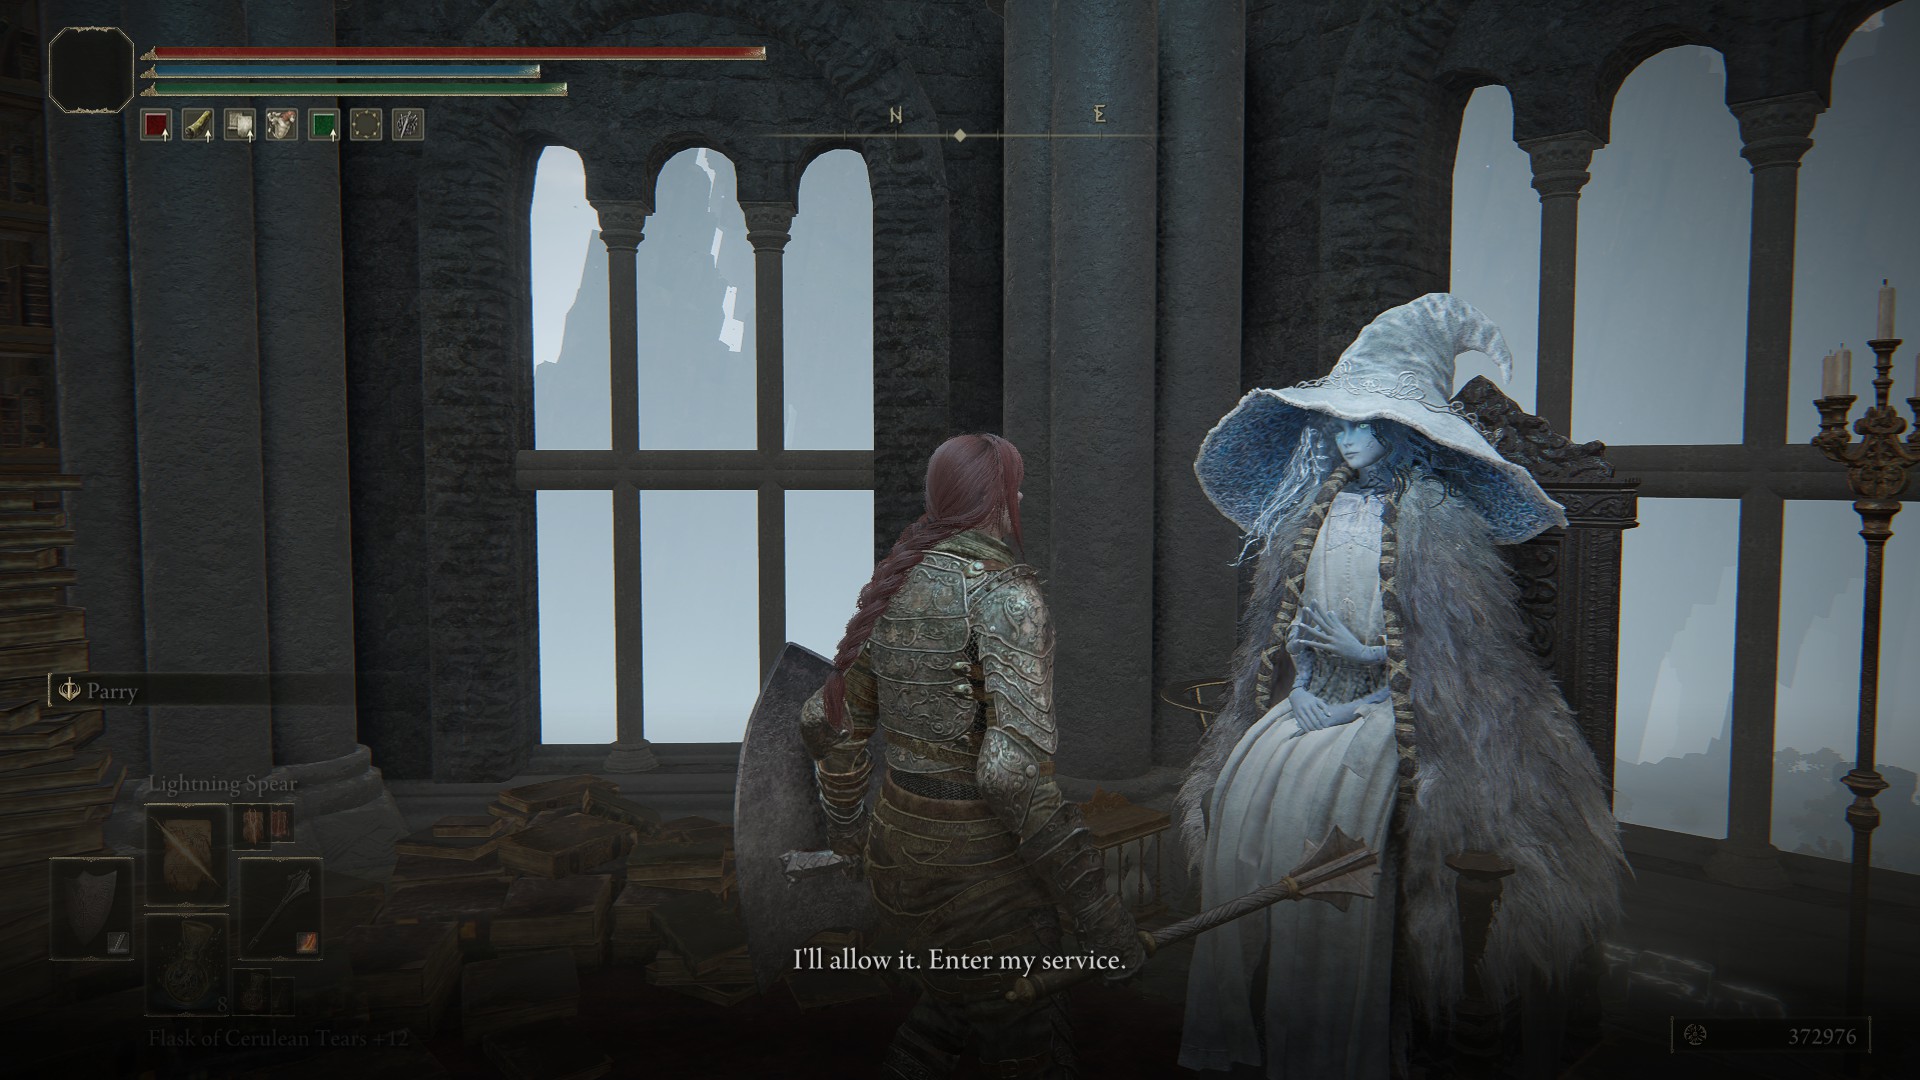 N
E
Parry
Lightning Spear
I'll allow it. Enter my service.
8
Flask of Cerulean Tears +12
372976